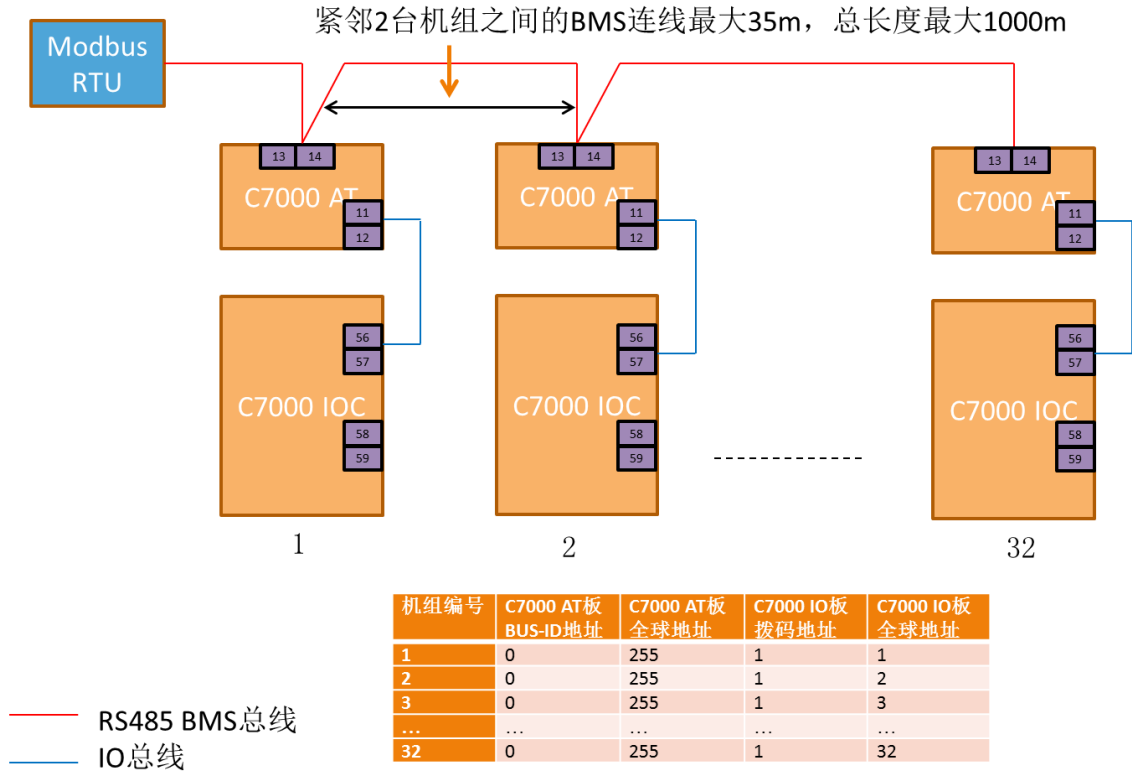 紧邻2台机组之间的BMS连线最大35m，总长度最大1000m
Modbus
RTU
13 14
C7000 AT
11
12
13 14
C7000 AT
11
12
13 14
C7000 AT
11
12
56
57
C7000 IOC
58
59
56
57
C7000 IOC
58
59
56
57
C7000 IOC
58
59
1 2 32
机组编号 C7000 AT板 C7000 AT板 C7000 IO板 C7000 IO板
BUS-ID地址 全球地址 拨码地址 全球地址
1 0 255 1 1
2 0 255 1 2
3 0 255 1 3
... ... ... ... ...
32 0 255 1 32
RS485 BMS总线
IO总线